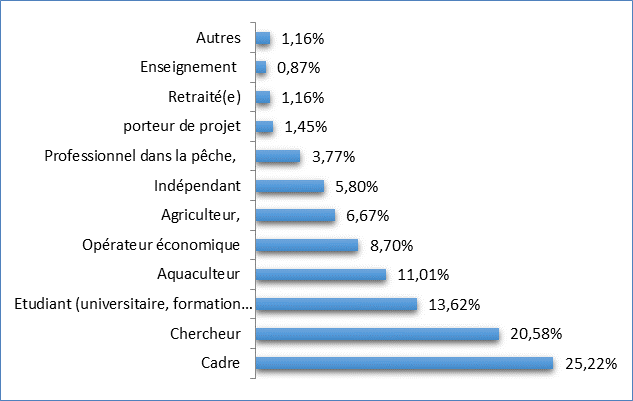 Autres 1,16%
Enseignement 0,87%
Retraité(e) 1,16%
porteur de projet 1,45%
Professionnel dans la pêche, 3,77%
Indépendant 5,80%
Agriculteur, 6,67%
Opérateur économique 8,70%
Aquaculteur 11,01%
Etudiant (universitaire, formation... 13,62%
Chercheur 20,58%
Cadre 25,22%